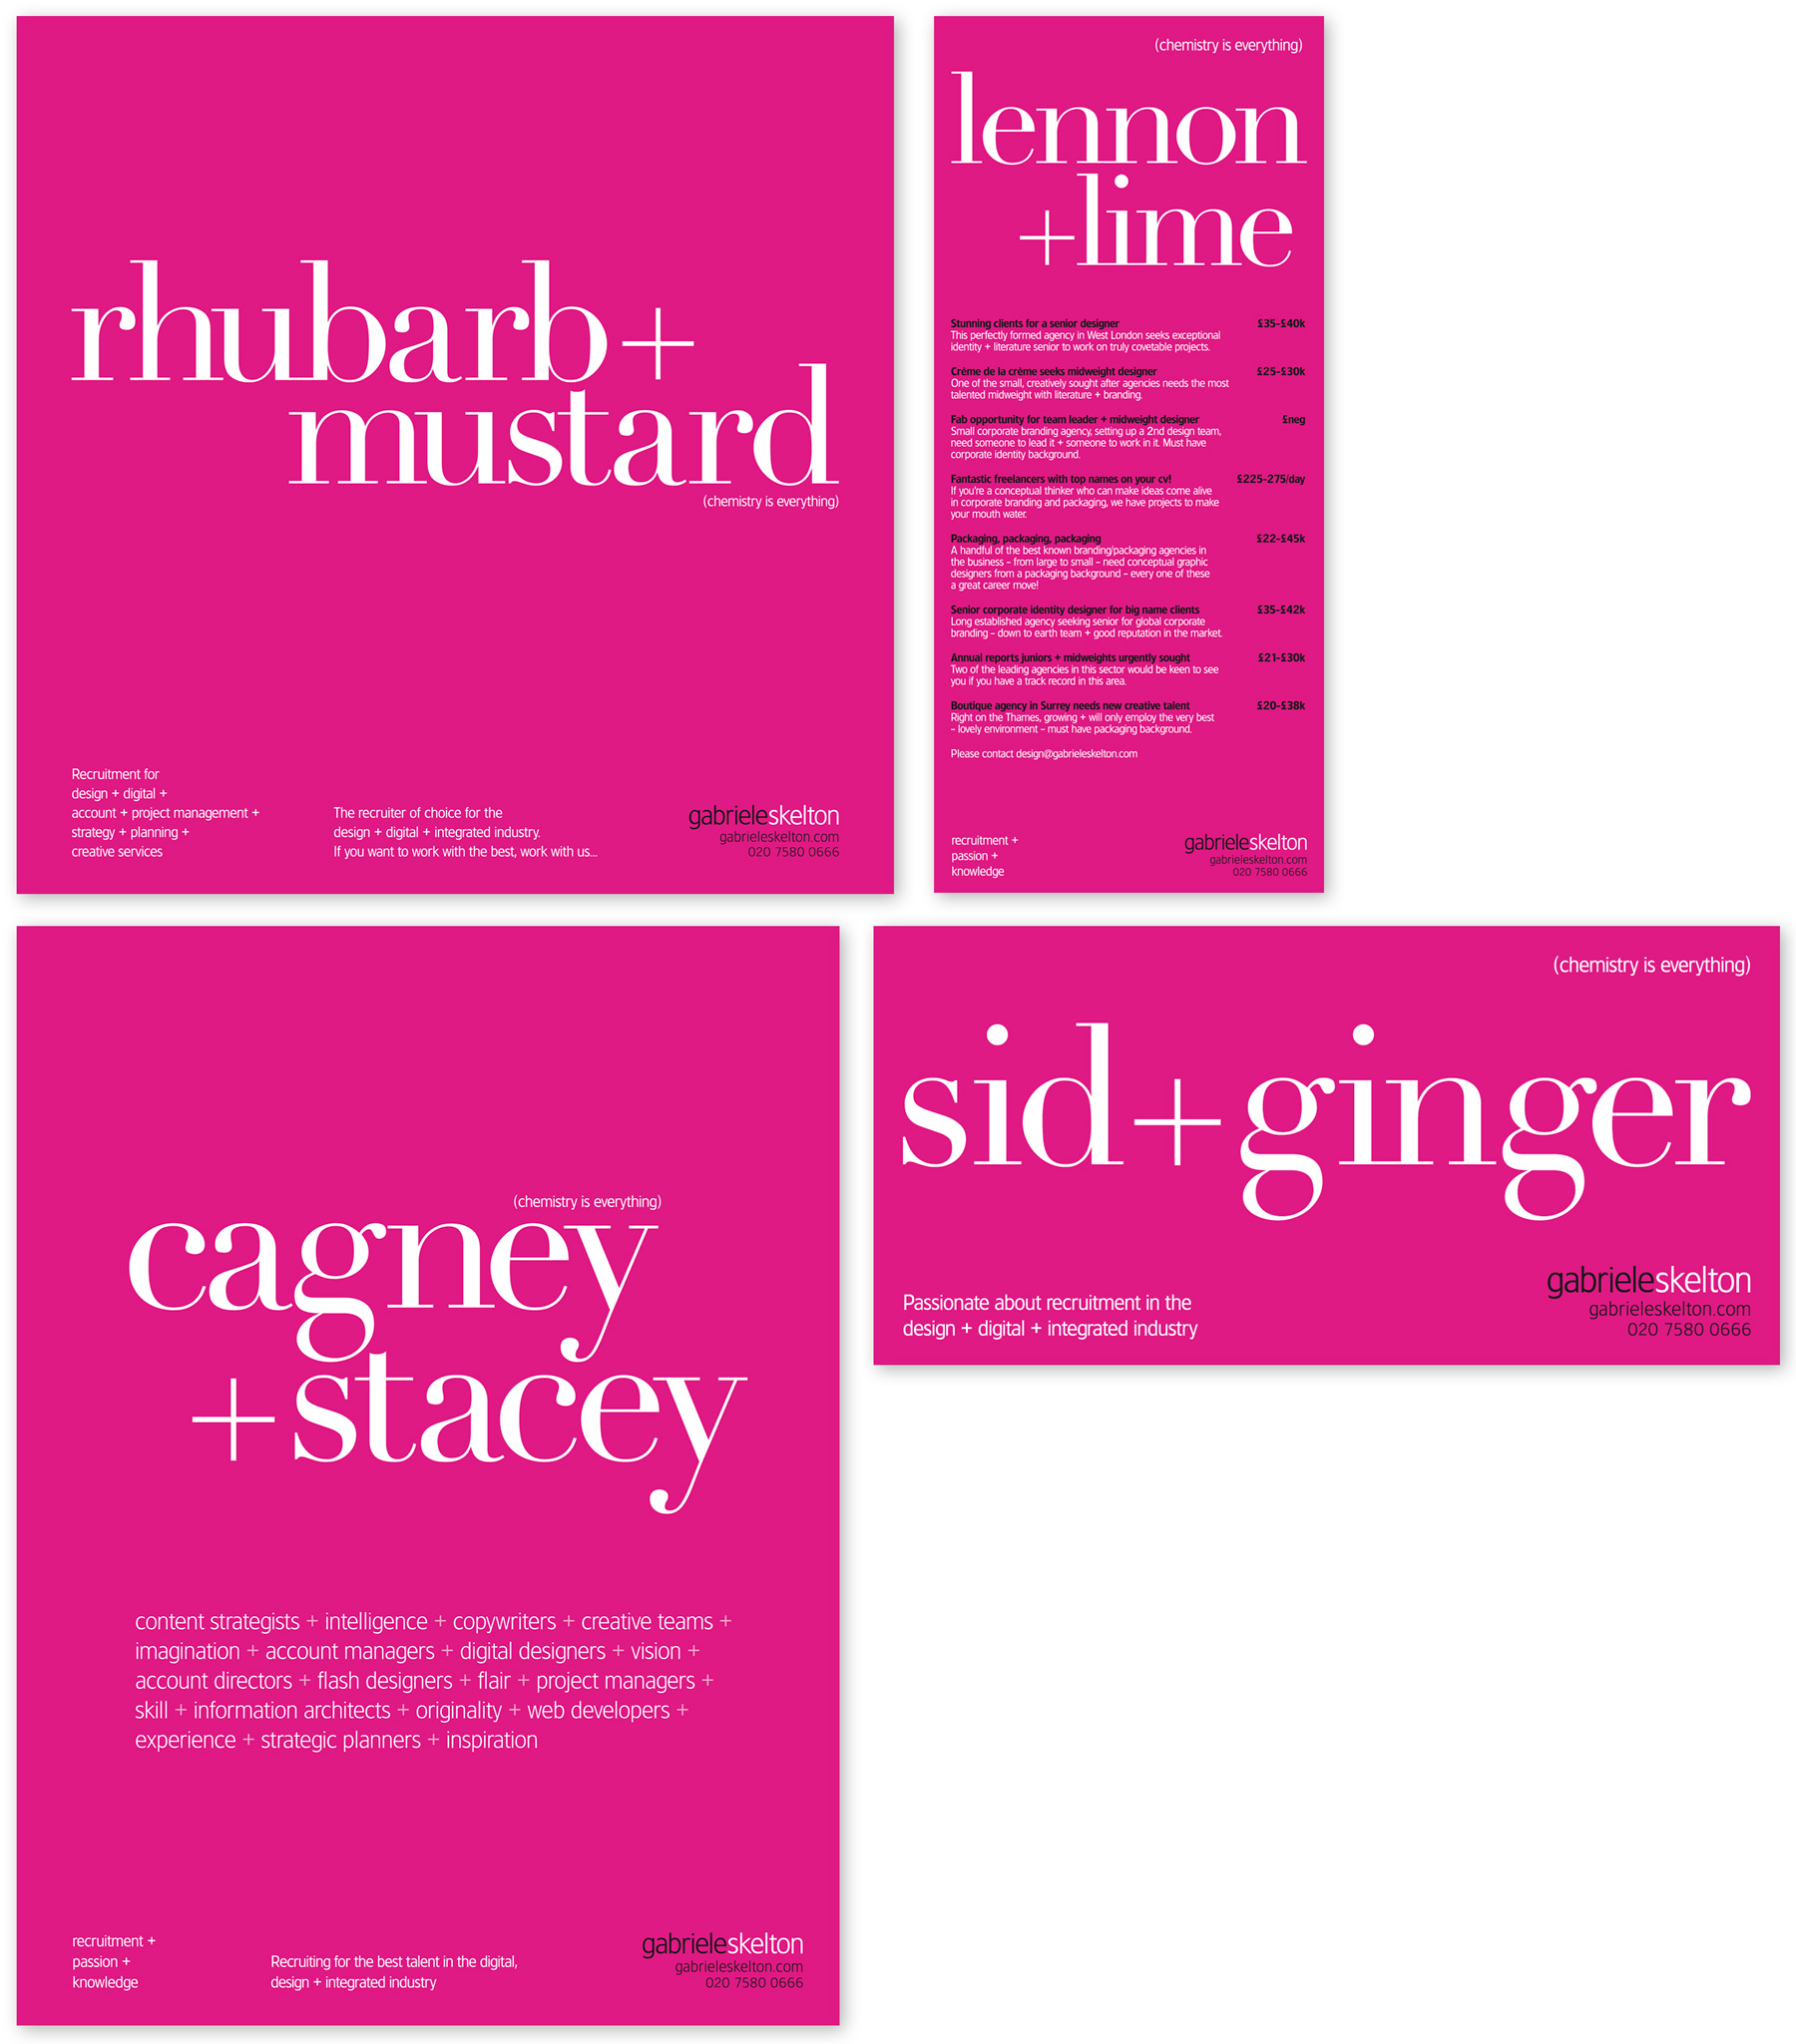 rhubarb+
mustard
(chemistry is everything)
Recruitment for
design + digital +
account + project management +
strategy + planning +
creative services
The recruiter of choice for the
design + digital + integrated industry.
If you want to work with the best, work with us...
gabrieleskelton
gabrieleskelton.com
020 7580 0666
(chemistry is everything)
lennon
+lime
Stunning clients for a senior designer £35-£40k
This perfectly formed agency in West London seeks exceptional
identity + literature senior to work on truly covetable projects.
Crème de la crème seeks midweight designer £25-£30k
One of the small, creatively sought after agencies needs the most
talented midweight with literature + branding.
Fab opportunity for team leader + midweight designer £neg
Small corporate branding agency, setting up a 2nd design team,
need someone to lead it + someone to work in it. Must have
corporate identity background.
Fantastic freelancers with top names on your cv! £225-275/day
If you're a conceptual thinker who can make ideas come alive
in corporate branding and packaging, we have projects to make
your mouth water.
Packaging, packaging, packaging £22-£45k
A handful of the best known branding/packaging agencies in
the business – from large to small – need conceptual graphic
designers from a packaging background – every one of these
a great career move!
Senior corporate identity designer for big name clients £35-£42k
Long established agency seeking senior for global corporate
branding – down to earth team + good reputation in the market.
Annual reports juniors + midweights urgently sought £21-£30k
Two of the leading agencies in this sector would be keen to see
you if you have a track record in this area.
Boutique agency in Surrey needs new creative talent £20-£38k
Right on the Thames, growing + will only employ the very best
– lovely environment – must have packaging background.
Please contact design@gabrieleskelton.com
recruitment +
passion +
knowledge
gabrieleskelton
gabrieleskelton.com
020 7580 0666
(chemistry is everything)
cagney
+stacey
content strategists + intelligence + copywriters + creative teams +
imagination + account managers + digital designers + vision +
account directors + flash designers + flair + project managers +
skill + information architects + originality + web developers +
experience + strategic planners + inspiration
recruitment +
passion +
knowledge
Recruiting for the best talent in the digital,
design + integrated industry
gabrieleskelton
gabrieleskelton.com
020 7580 0666
(chemistry is everything)
sid+ginger
Passionate about recruitment in the
design + digital + integrated industry
gabrieleskelton
gabrieleskelton.com
020 7580 0666